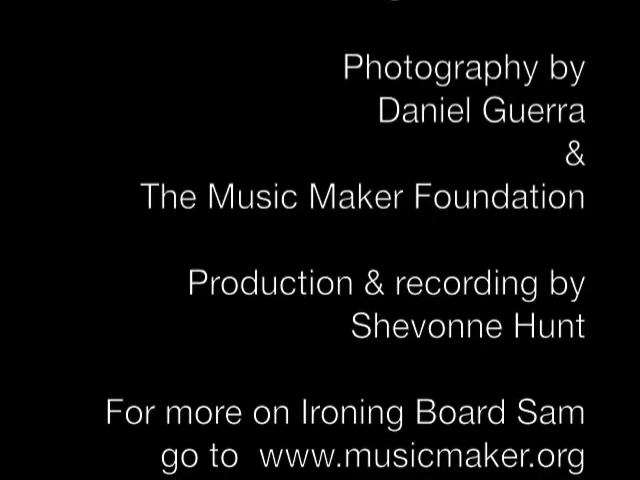 Photography by
Daniel Guerra
&
The Music Maker Foundation
Production & recording by
Shevonne Hunt
For more on Ironing Board Sam
go to  www.musicmaker.org